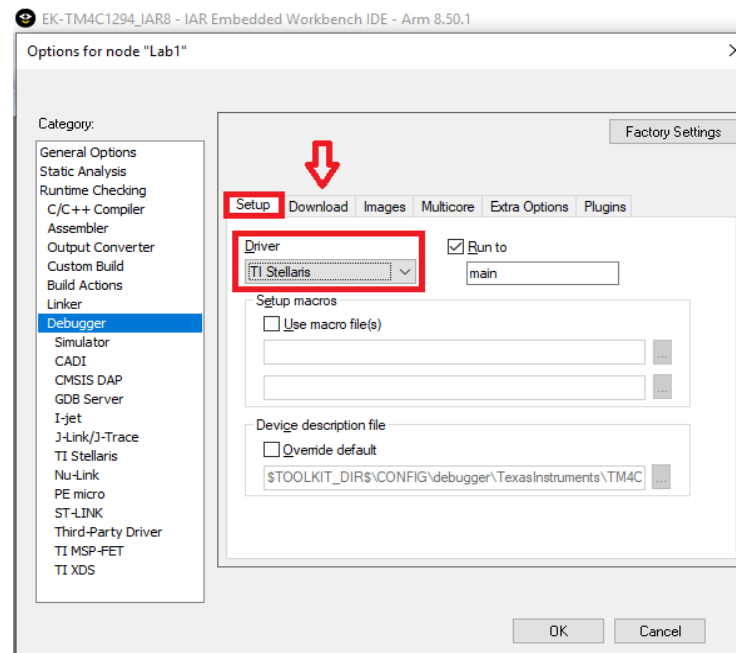 EK-TM4C1294_IAR8 - IAR Embedded Workbench IDE - Arm 8.50.1
Options for node "Lab1"
Category:
General Options
Static Analysis
Runtime Checking
C/C++ Compiler
Assembler
Output Converter
Custom Build
Build Actions
Linker
Debugger
Simulator
CADI
CMSIS DAP
GDB Server
I-jet
J-Link/J-Trace
TI Stellaris
Nu-Link
PE micro
ST-LINK
Third-Party Driver
TI MSP-FET
TI XDS
Factory Settings
Setup Download Images Multicore Extra Options Plugins
Driver
TI Stellaris
Run to
main
Setup macros
Use macro file(s)
...
...
Device description file
Override default
$TOOLKIT_DIR$\CONFIG\debugger\TexasInstruments\TM4C
...
OK Cancel